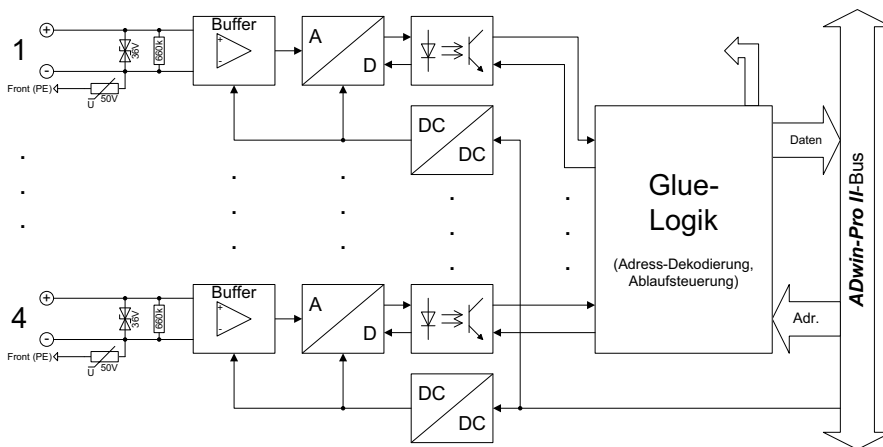 1
+
-
Front (PE)
U
50V
36V
660k
Buffer
+
-
A
D
DC
DC
Glue-
Logik
(Adress-Dekodierung,
Ablaufsteuerung)
Daten
Adr.
ADwin-Pro II-Bus
4
+
-
Front (PE)
U
50V
36V
660k
Buffer
+
-
A
D
DC
DC